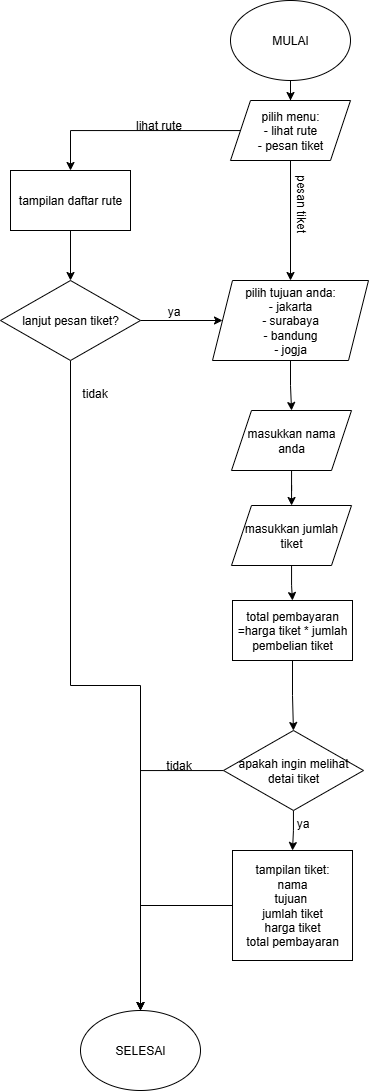 MULAI
pilih menu:
- lihat rute
- pesan tiket
lihat rute
pesan tiket
tampilan daftar rute
lanjut pesan tiket?
ya
pilih tujuan anda:
- jakarta
- surabaya
- bandung
- jogja
tidak
masukkan nama
anda
masukkan jumlah
tiket
total pembayaran
=harga tiket * jumlah
pembelian tiket
apakah ingin melihat
detai tiket
tidak
ya
tampilan tiket:
nama
tujuan
jumlah tiket
harga tiket
total pembayaran
SELESAI